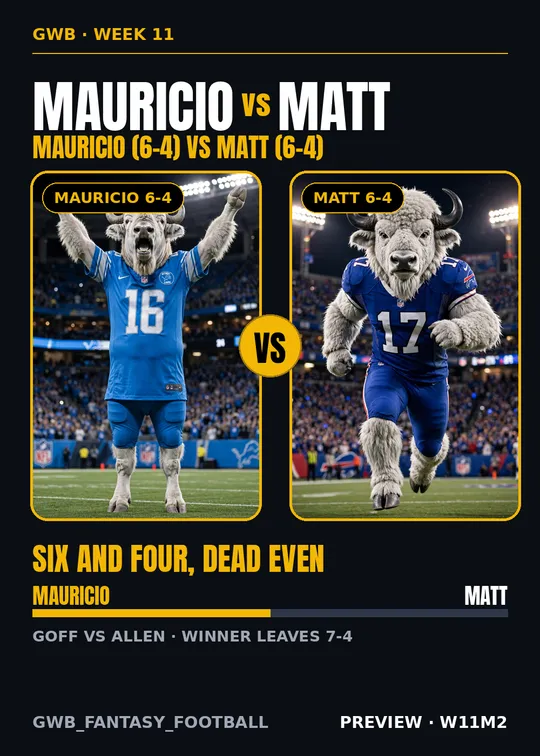 GWB · WEEK 11
MAURICIO VS MATT
MAURICIO (6-4) VS MATT (6-4)
MAURICIO 6-4
MATT 6-4
16
17
VS
SIX AND FOUR, DEAD EVEN
MAURICIO
MATT
GOFF VS ALLEN · WINNER LEAVES 7-4
GWB_FANTASY_FOOTBALL
PREVIEW · W11M2